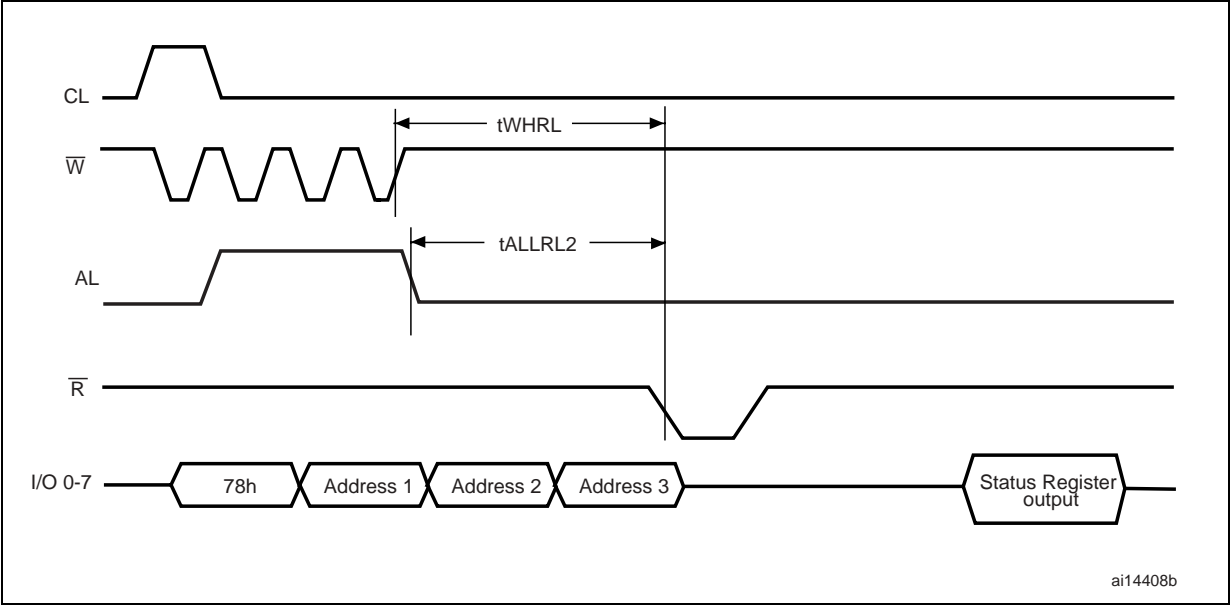 CL
tWHRL
W̅
tALLRL2
AL
R̅
I/O 0-7
78h
Address 1
Address 2
Address 3
Status Register
output
ai14408b